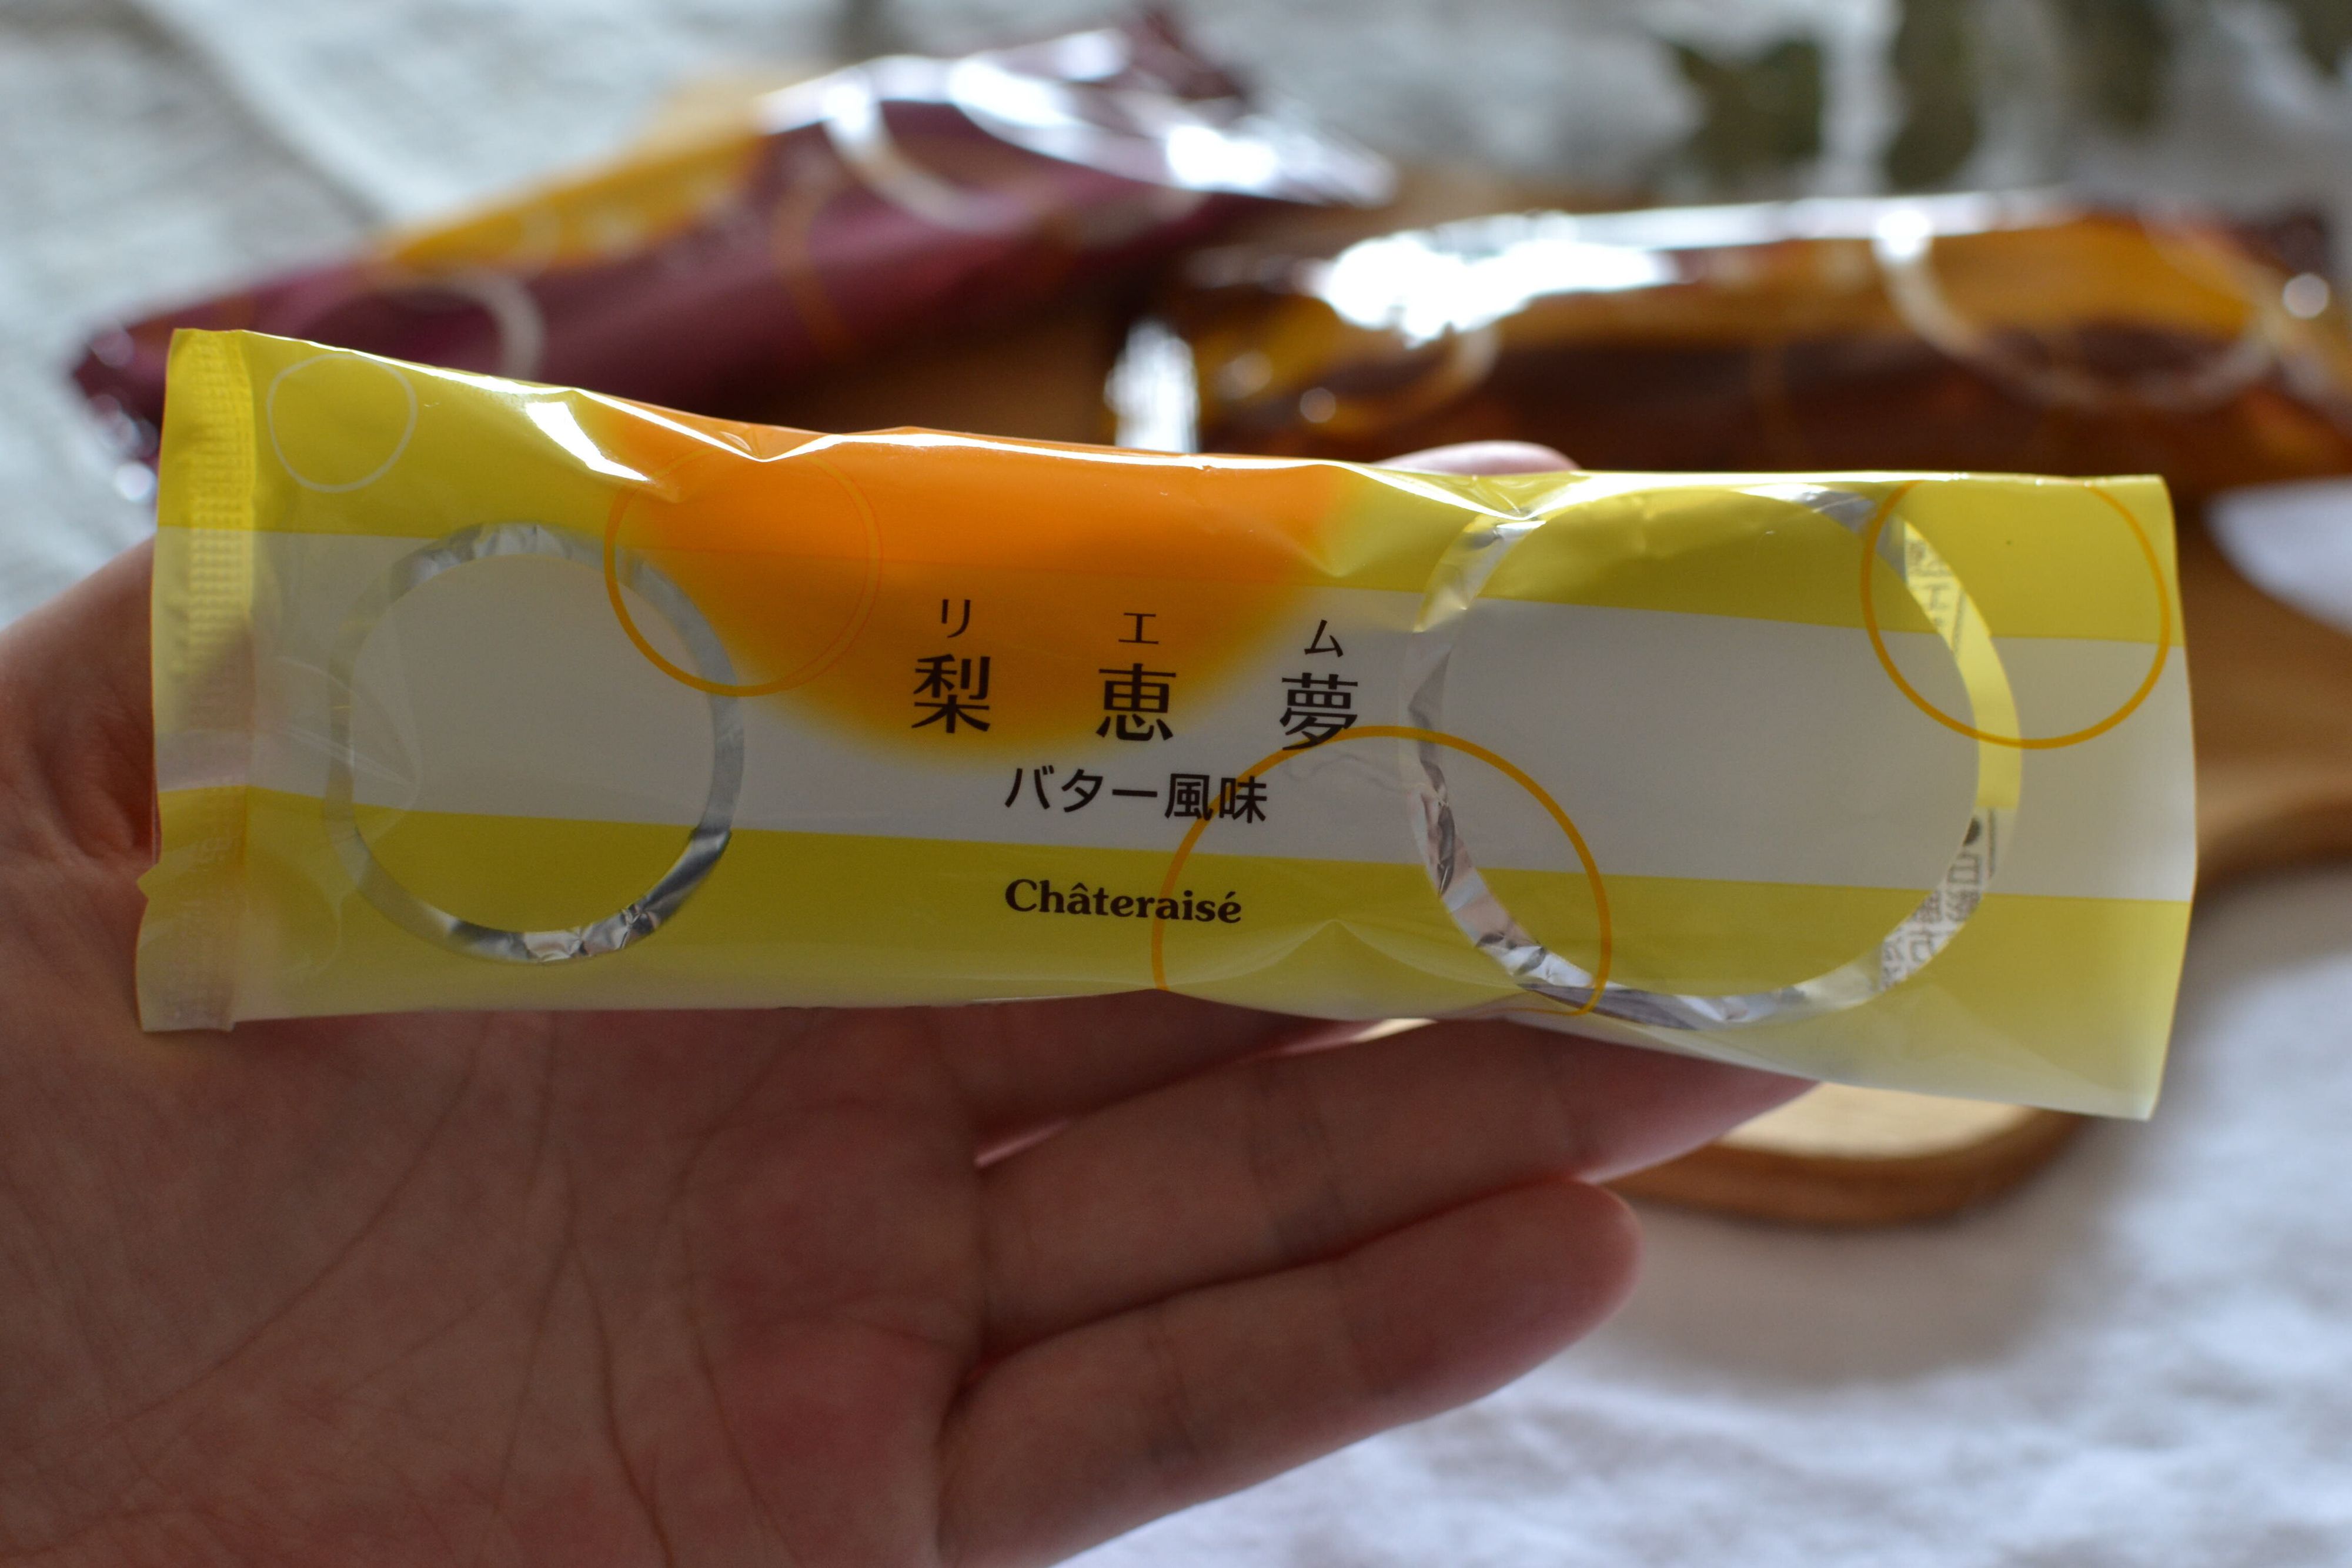 リ エ ム
梨 恵 夢
バター風味
Châteraisé